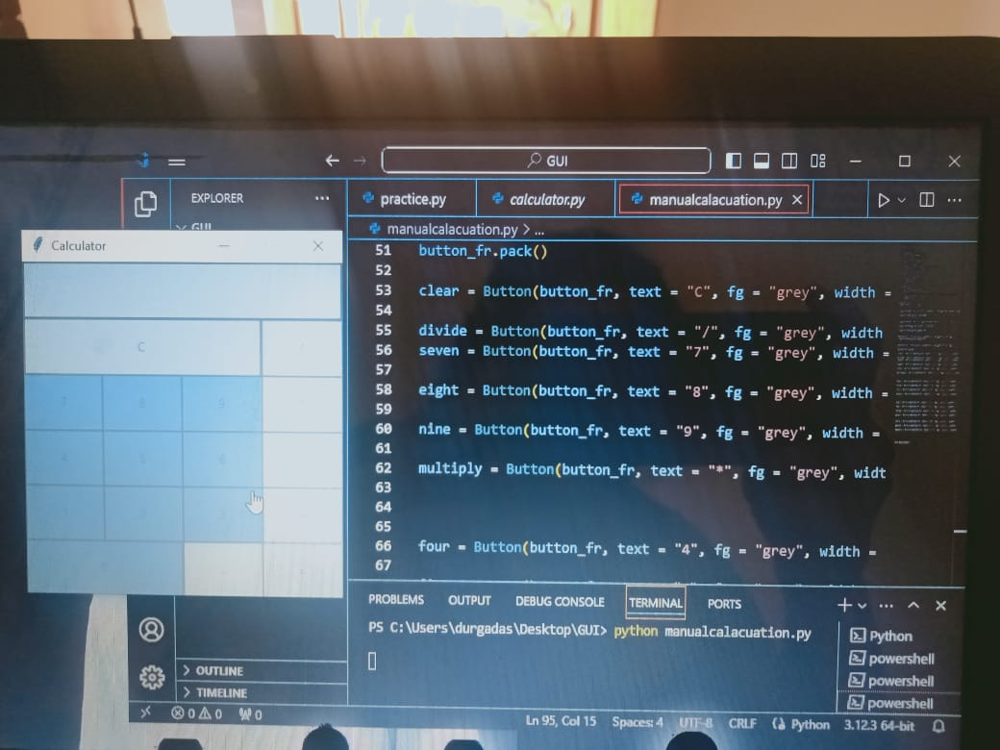 GUI
EXPLORER ...
practice.py calculator.py manualcalacuation.py
GUI
manualcalacuation.py > ...
Calculator
C
7 8 9
51 button_fr.pack()
52
53 clear = Button(button_fr, text = "C", fg = "grey", width =
54
55 divide = Button(button_fr, text = "/", fg = "grey", width
56 seven = Button(button_fr, text = "7", fg = "grey", width =
57
58 eight = Button(button_fr, text = "8", fg = "grey", width =
59
60 nine = Button(button_fr, text = "9", fg = "grey", width =
61
62 multiply = Button(button_fr, text = "*", fg = "grey", widt
63
64
65
66 four = Button(button_fr, text = "4", fg = "grey", width =
67
PROBLEMS OUTPUT DEBUG CONSOLE TERMINAL PORTS
PS C:\Users\durgadas\Desktop\GUI> python manualcalacuation.py
Python
powershell
powershell
powershell
OUTLINE
TIMELINE
0 0 0 Ln 95, Col 15 Spaces: 4 UTF-8 CRLF Python 3.12.3 64-bit